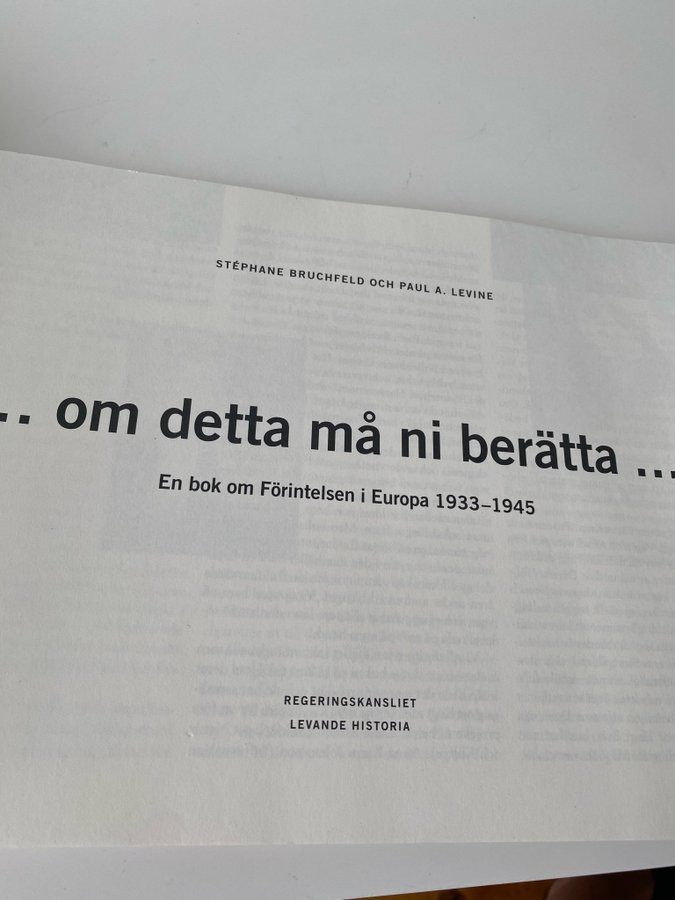 STÉPHANE BRUCHFELD OCH PAUL A. LEVINE
... om detta må ni berätta ...
En bok om Förintelsen i Europa 1933–1945
REGERINGSKANSLIET
LEVANDE HISTORIA